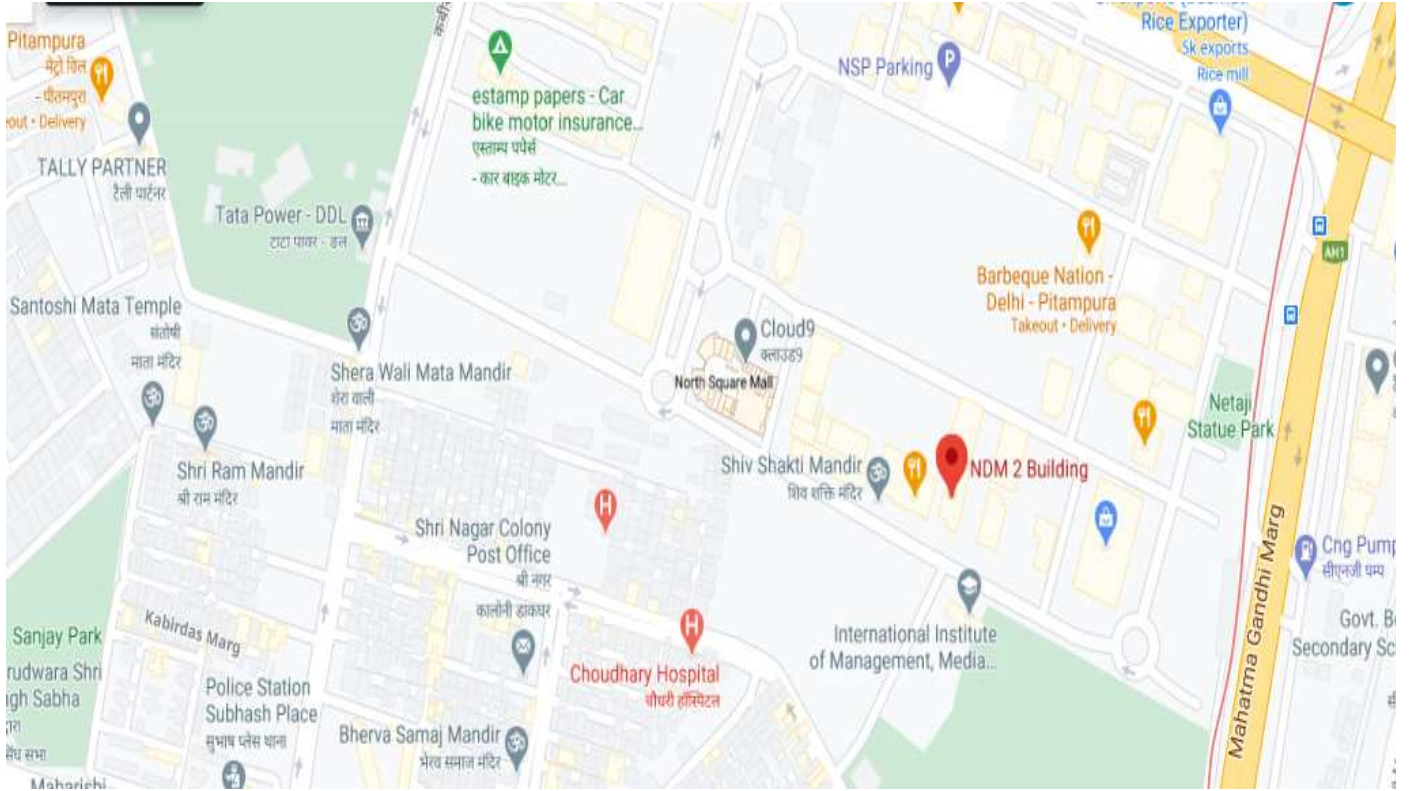 Pitampura
- पीतमपुरा
out • Delivery
TALLY PARTNER
टैली पार्टनर
estamp papers - Car
bike motor insurance...
एस्ताम्प पपेर्स
- कार बाइक मोटर...
NSP Parking
P
Rice Exporter)
Sk exports
Rice mill
Tata Power - DDL
टाटा पावर - डल
AH1
Barbeque Nation -
Delhi - Pitampura
Takeout • Delivery
Santoshi Mata Temple
संतोषी
माता मंदिर
Cloud9
क्लाउड9
North Square Mall
Shera Wali Mata Mandir
शेरा वाली
माता मंदिर
Netaji
Statue Park
Shri Ram Mandir
श्री राम मंदिर
Shiv Shakti Mandir
शिव शक्ति मंदिर
NDM 2 Building
H
Shri Nagar Colony
Post Office
श्री नगर
कालोनी डाकघर
Mahatma Gandhi Marg
Cng Pump
सीएनजी पम्प
Kabirdas Marg
Sanjay Park
rudwara Shri
ngh Sabha
International Institute
of Management, Media...
Govt. B
Secondary Sc
H
Choudhary Hospital
चौधरी हॉस्पिटल
Police Station
Subhash Place
सुभाष प्लेस थाना
Bherva Samaj Mandir
भेरव समाज मंदिर
Maharishi